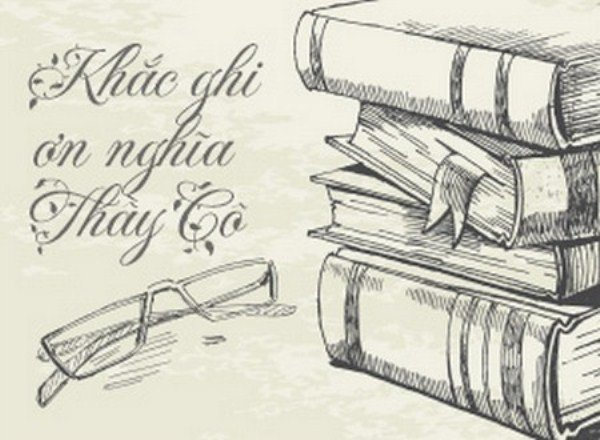 Khắc ghi
ơn nghĩa
Thầy Cô